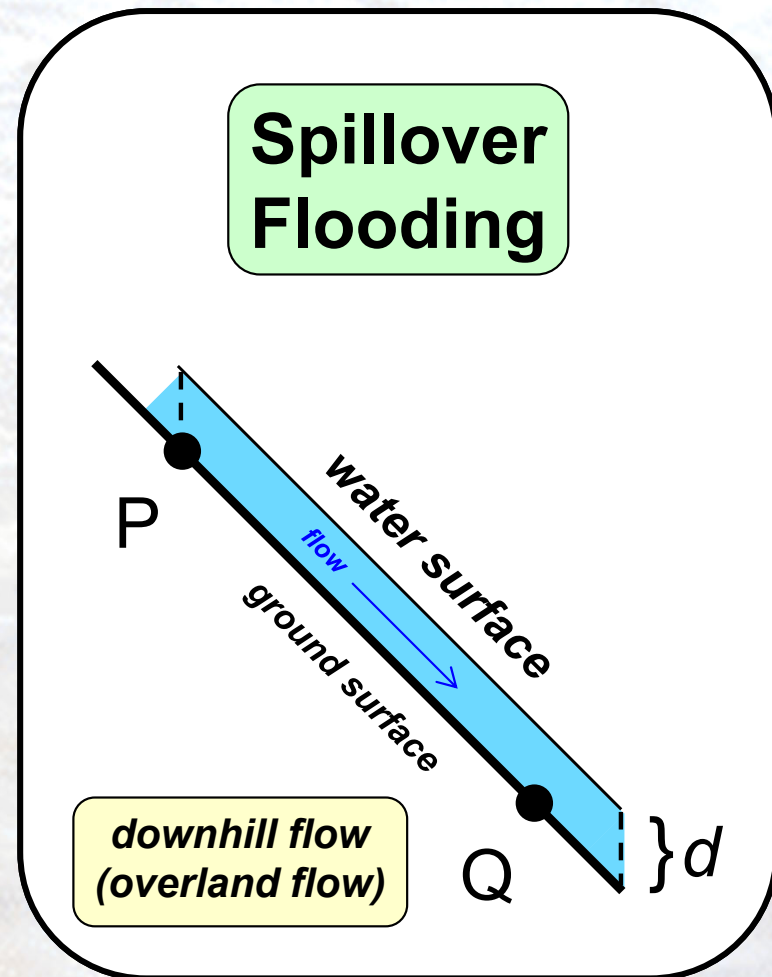 Spillover
Flooding
P
flow
water surface
ground surface
Q
}d
downhill flow
(overland flow)